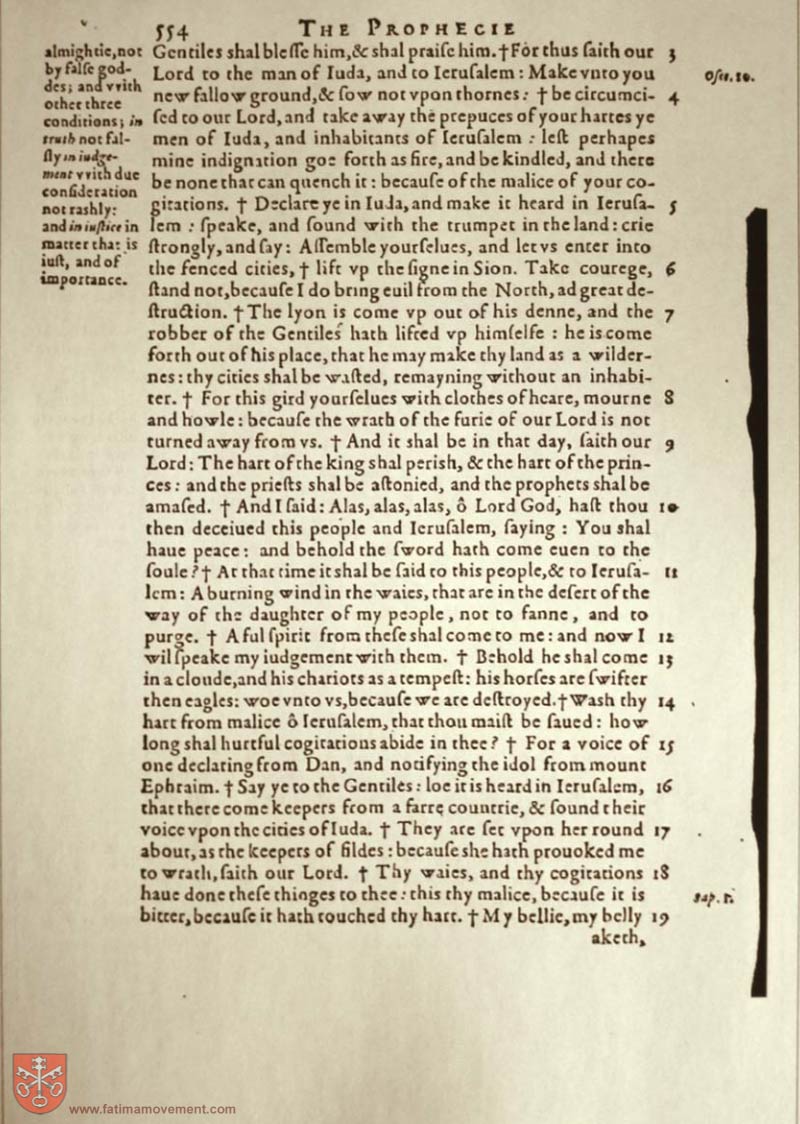 554 THE PROPHECIE
almightie, not
by falſe god-
des; and vvith
other three
conditions; in
truth not fal-
ſly in iudge-
ment vvith due
conſideration
not rashly:
and in iuſtice in
matter that is
iuſt, and of
importance.
Gentiles shal bleſſe him, & shal praiſe him. † For thus ſaith our 3
Lord to the man of Iuda, and to Ieruſalem: Make vnto you Oſee. 10.
new fallow ground, & ſow not vpon thornes: † be circumci- 4
ſed to our Lord, and take away the prepuces of your hartes ye
men of Iuda, and inhabitants of Ieruſalem: leſt perhapes
mine indignation goe forth as fire, and be kindled, and there
be none that can quench it: becauſe of the malice of your co-
gitations. † Declare ye in Iuda, and make it heard in Ieruſa- 5
lem: ſpeake, and ſound with the trumpet in the land: crie
ſtrongly, and ſay: Aſſemble yourſelues, and let vs enter into
the fenced cities, † lift vp the ſigne in Sion. Take courege, 6
ſtand not, becauſe I do bring euil from the North, ad great de-
ſtruction. † The lyon is come vp out of his denne, and the 7
robber of the Gentiles hath lifted vp himſelfe: he is come
forth out of his place, that he may make thy land as a wilder-
nes: thy cities shal be waſted, remayning without an inhabi-
ter. † For this gird yourſelues with clothes of heare, mourne 8
and howle: becauſe the wrath of the furie of our Lord is not
turned away from vs. † And it shal be in that day, ſaith our 9
Lord: The hart of the king shal perish, & the hart of the prin-
ces: and the prieſts shal be aſtonied, and the prophets shal be
amaſed. † And I ſaid: Alas, alas, alas, ô Lord God, haſt thou 10
then deceiued this people and Ieruſalem, ſaying: You shal
haue peace: and behold the ſword hath come euen to the
ſoule? † At that time it shal be ſaid to this people, & to Ieruſa- 11
lem: A burning wind in the waies, that are in the deſert of the
way of the daughter of my people, not to fanne, and to
purge. † A ful ſpirit from theſe shal come to me: and now I 12
wil ſpeake my iudgement with them. † Behold he shal come 13
in a cloude, and his chariots as a tempeſt: his horſes are ſwifter
then eagles: woe vnto vs, becauſe we are deſtroyed. † Wash thy 14
hart from malice ô Ieruſalem, that thou maiſt be ſaued: how
long shal hurtful cogitations abide in thee? † For a voice of 15
one declaring from Dan, and notifying the idol from mount
Ephraim. † Say ye to the Gentiles: loe it is heard in Ieruſalem, 16
that there come keepers from a farre countrie, & ſound their
voice vpon the cities of Iuda. † They are ſet vpon her round 17
about, as the keepers of fildes: becauſe she hath prouoked me
to wrath, ſaith our Lord. † Thy waies, and thy cogitations 18
haue done theſe thinges to thee: this thy malice, becauſe it is Sap. 1.
bitter, becauſe it hath touched thy hart. † My bellie, my belly 19
aketh,
www.fatimamovement.com